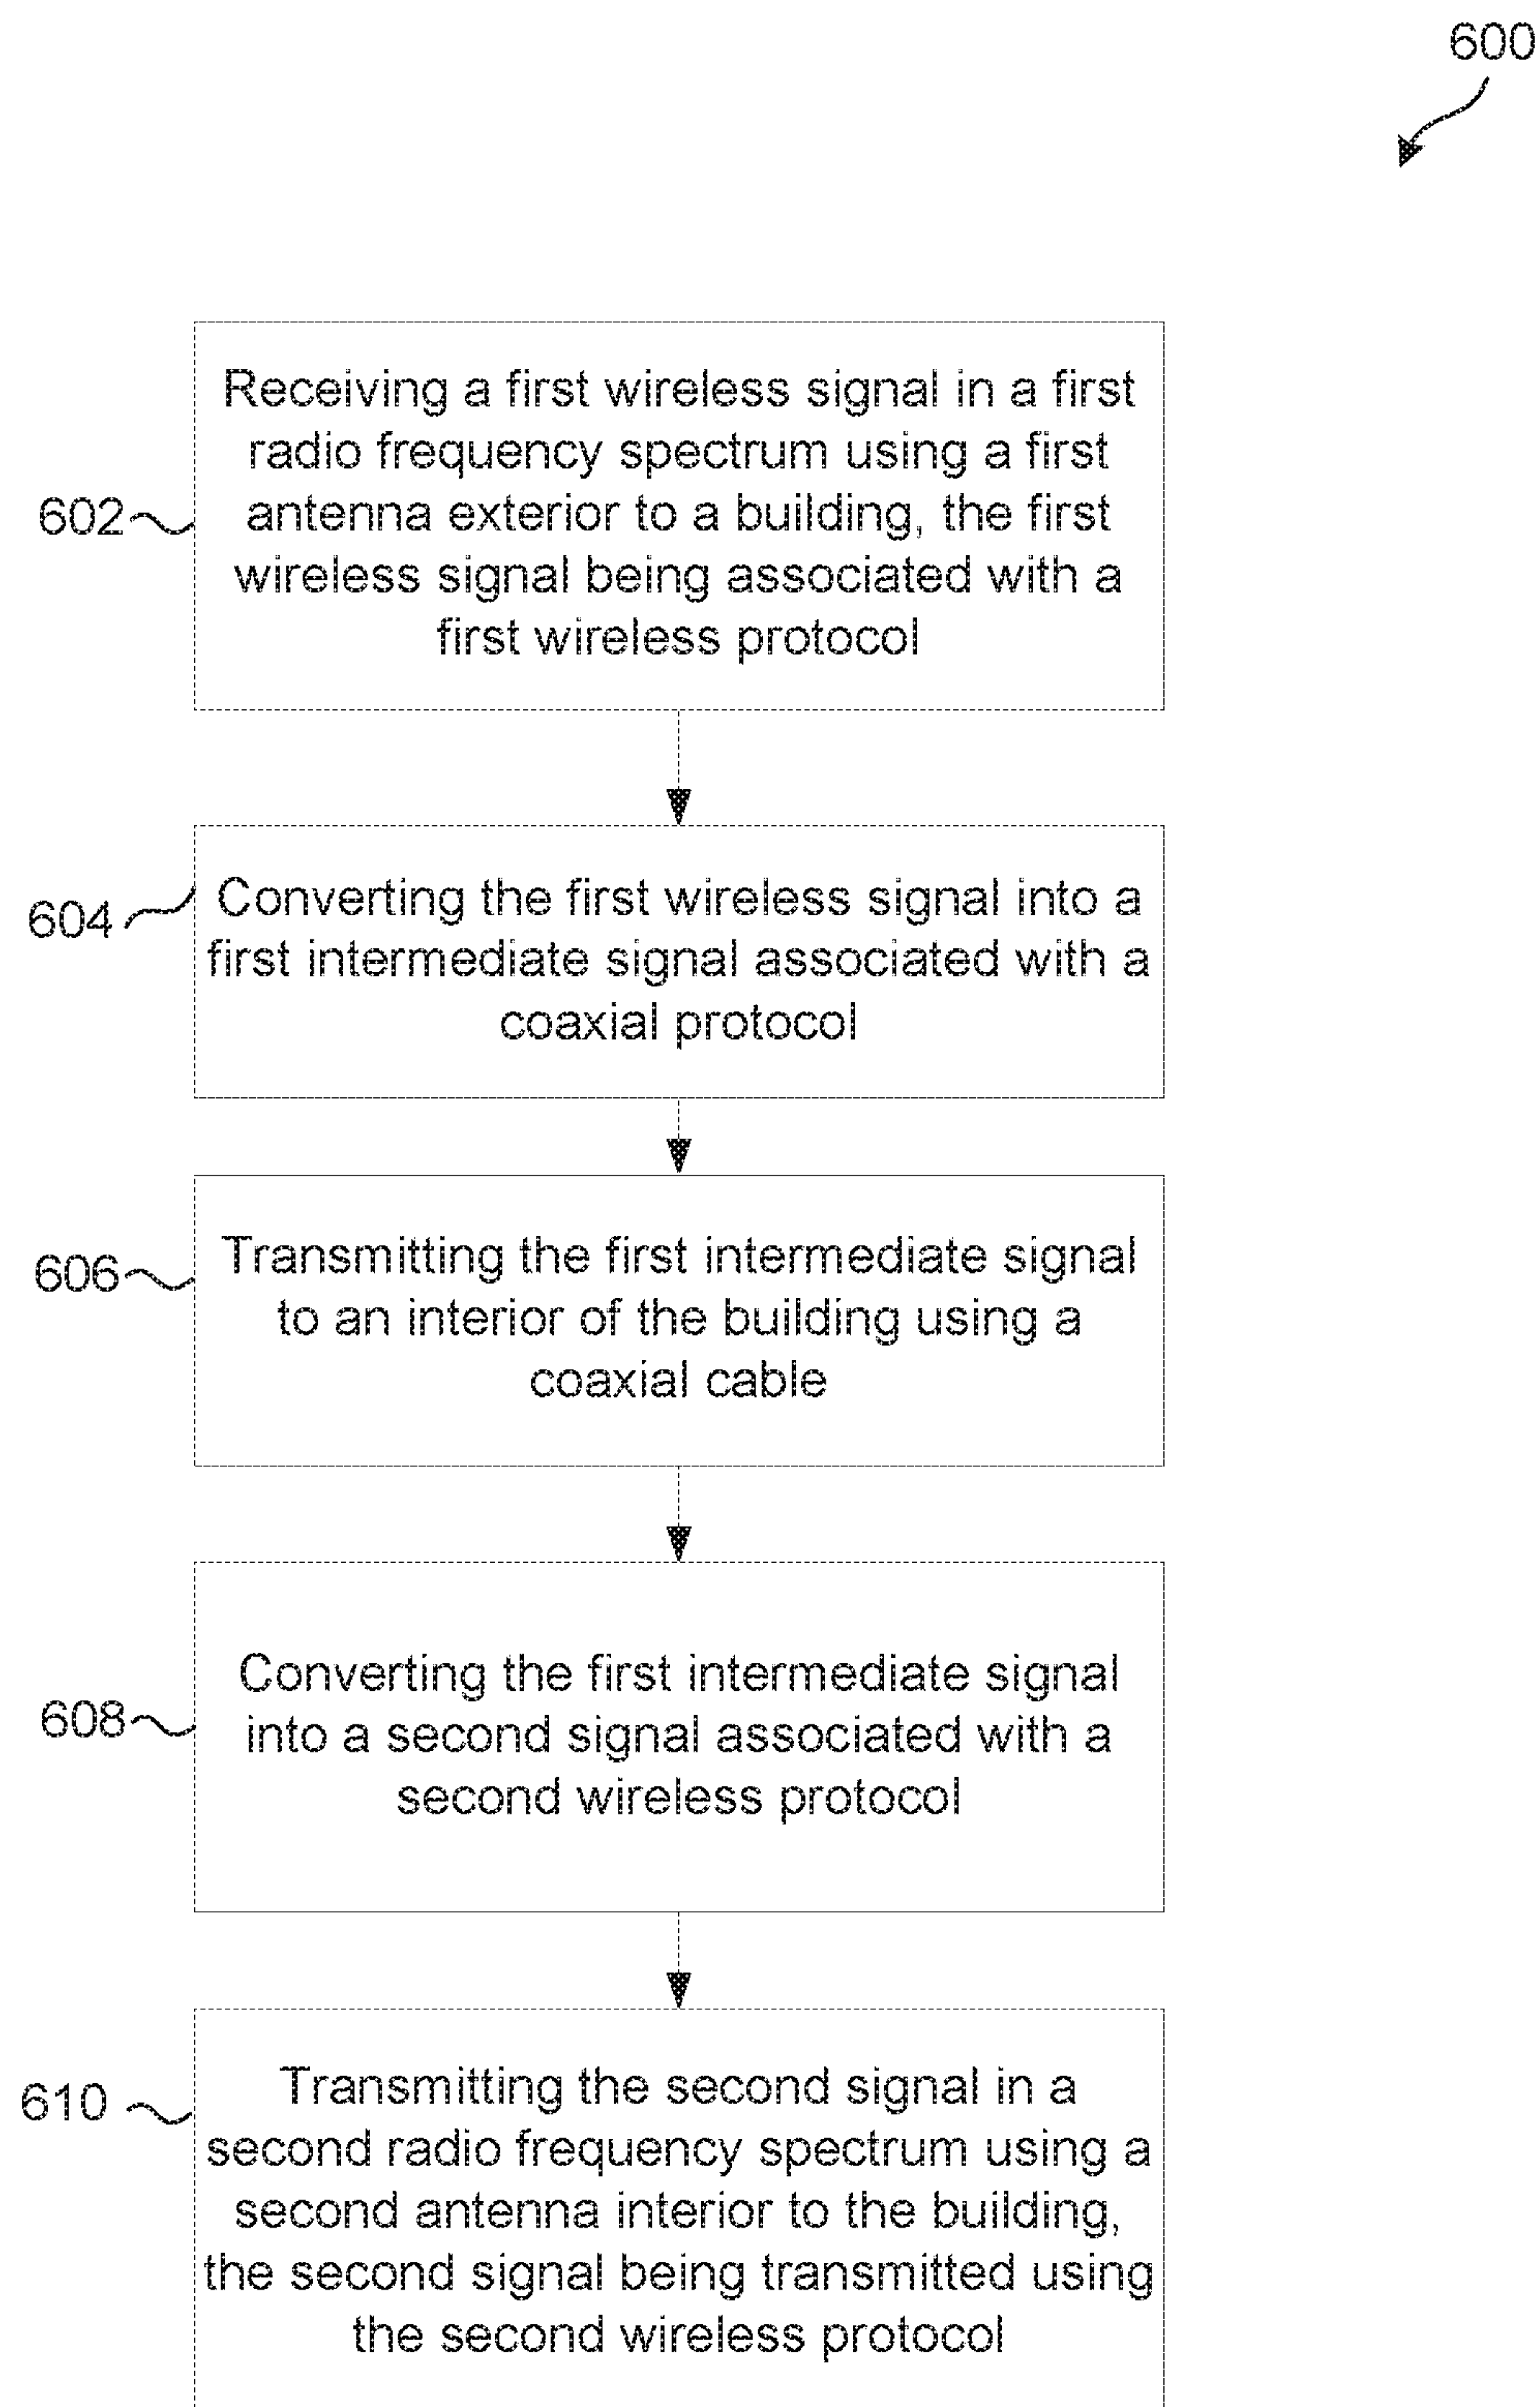 600
602
Receiving a first wireless signal in a first
radio frequency spectrum using a first
antenna exterior to a building, the first
wireless signal being associated with a
first wireless protocol
604
Converting the first wireless signal into a
first intermediate signal associated with a
coaxial protocol
606
Transmitting the first intermediate signal
to an interior of the building using a
coaxial cable
608
Converting the first intermediate signal
into a second signal associated with a
second wireless protocol
610
Transmitting the second signal in a
second radio frequency spectrum using a
second antenna interior to the building,
the second signal being transmitted using
the second wireless protocol